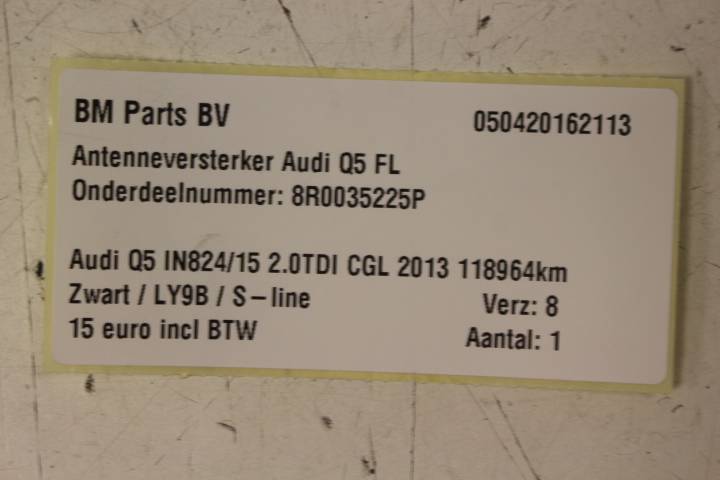 BM Parts BV 050420162113
Antenneversterker Audi Q5 FL
Onderdeelnummer: 8R0035225P
Audi Q5 IN824/15 2.0TDI CGL 2013 118964km
Zwart / LY9B / S-line Verz: 8
15 euro incl BTW Aantal: 1